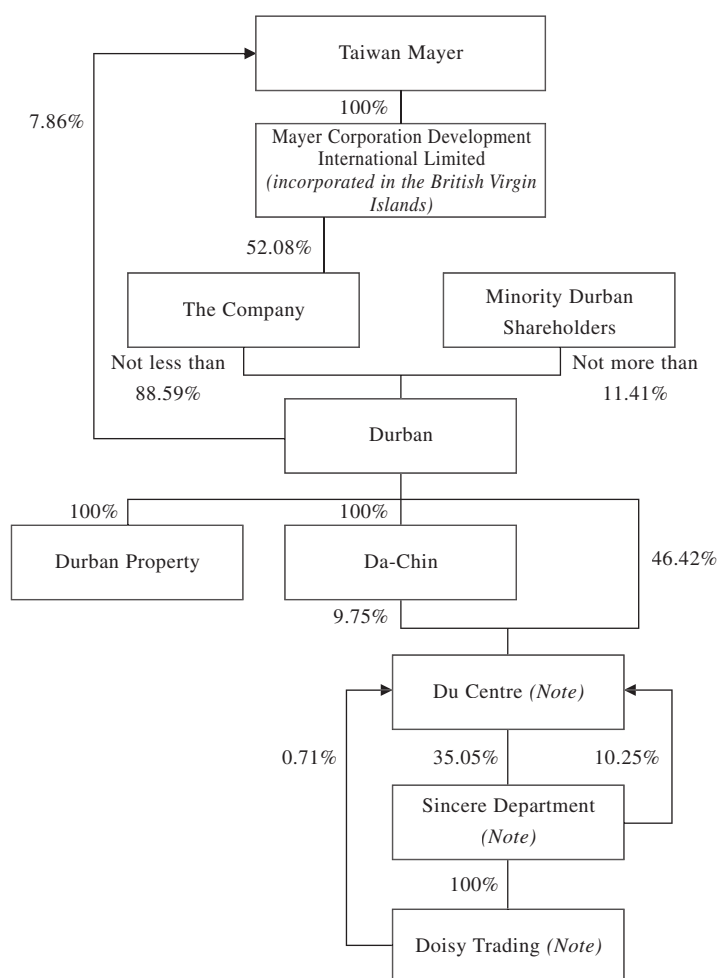 Taiwan Mayer
7.86%
100%
Mayer Corporation Development
International Limited
(incorporated in the British Virgin
Islands)
52.08%
The Company
Minority Durban
Shareholders
Not less than
88.59%
Not more than
11.41%
Durban
100%
100%
46.42%
Durban Property
Da-Chin
9.75%
Du Centre (Note)
0.71%
35.05%
10.25%
Sincere Department
(Note)
100%
Doisy Trading (Note)